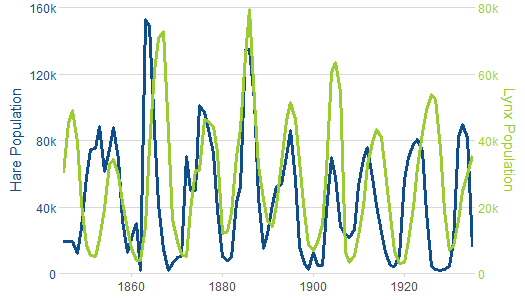 160k
120k
80k
40k
0
Hare Population
80k
60k
40k
20k
0
Lynx Population
1860
1880
1900
1920